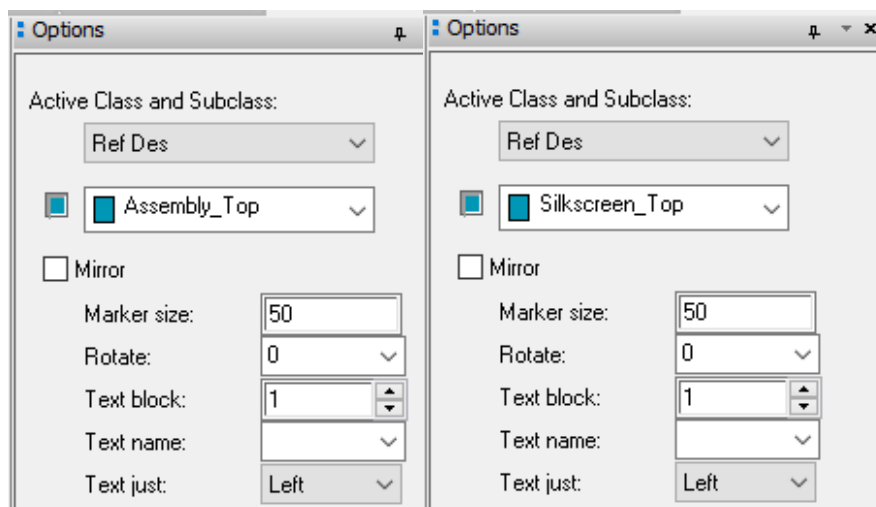 Options
Active Class and Subclass:
Ref Des
Assembly_Top
Mirror
Marker size: 50
Rotate: 0
Text block: 1
Text name:
Text just: Left
Options
Active Class and Subclass:
Ref Des
Silkscreen_Top
Mirror
Marker size: 50
Rotate: 0
Text block: 1
Text name:
Text just: Left